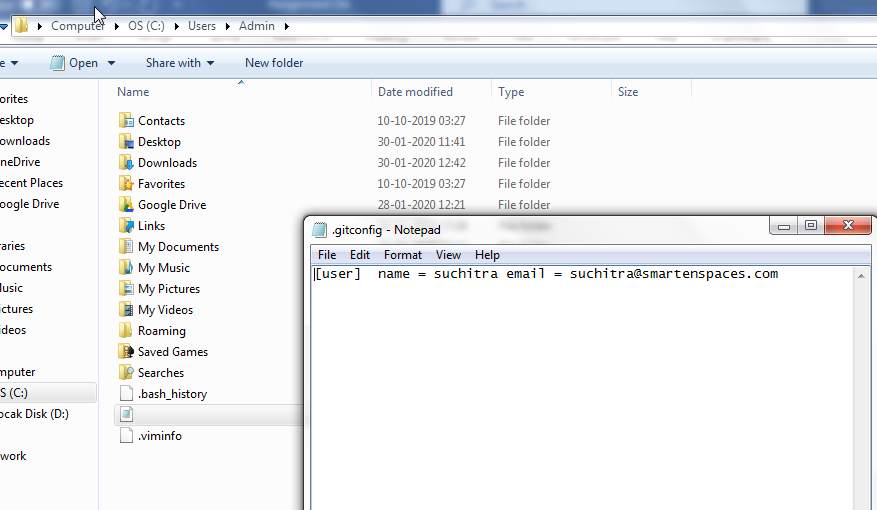 Computer OS (C:) Users Admin
e Open Share with New folder
Name Date modified Type Size
orites
esktop
ownloads
neDrive
ecent Places
oogle Drive
raries
ocuments
usic
ictures
ideos
mputer
S (C:)
ocak Disk (D:)
work
Contacts 10-10-2019 03:27 File folder
Desktop 30-01-2020 11:41 File folder
Downloads 30-01-2020 12:42 File folder
Favorites 10-10-2019 03:27 File folder
Google Drive 28-01-2020 12:21 File folder
Links
My Documents
My Music
My Pictures
My Videos
Roaming
Saved Games
Searches
.bash_history
.viminfo
.gitconfig - Notepad
File Edit Format View Help
[user] name = suchitra email = suchitra@smartenspaces.com